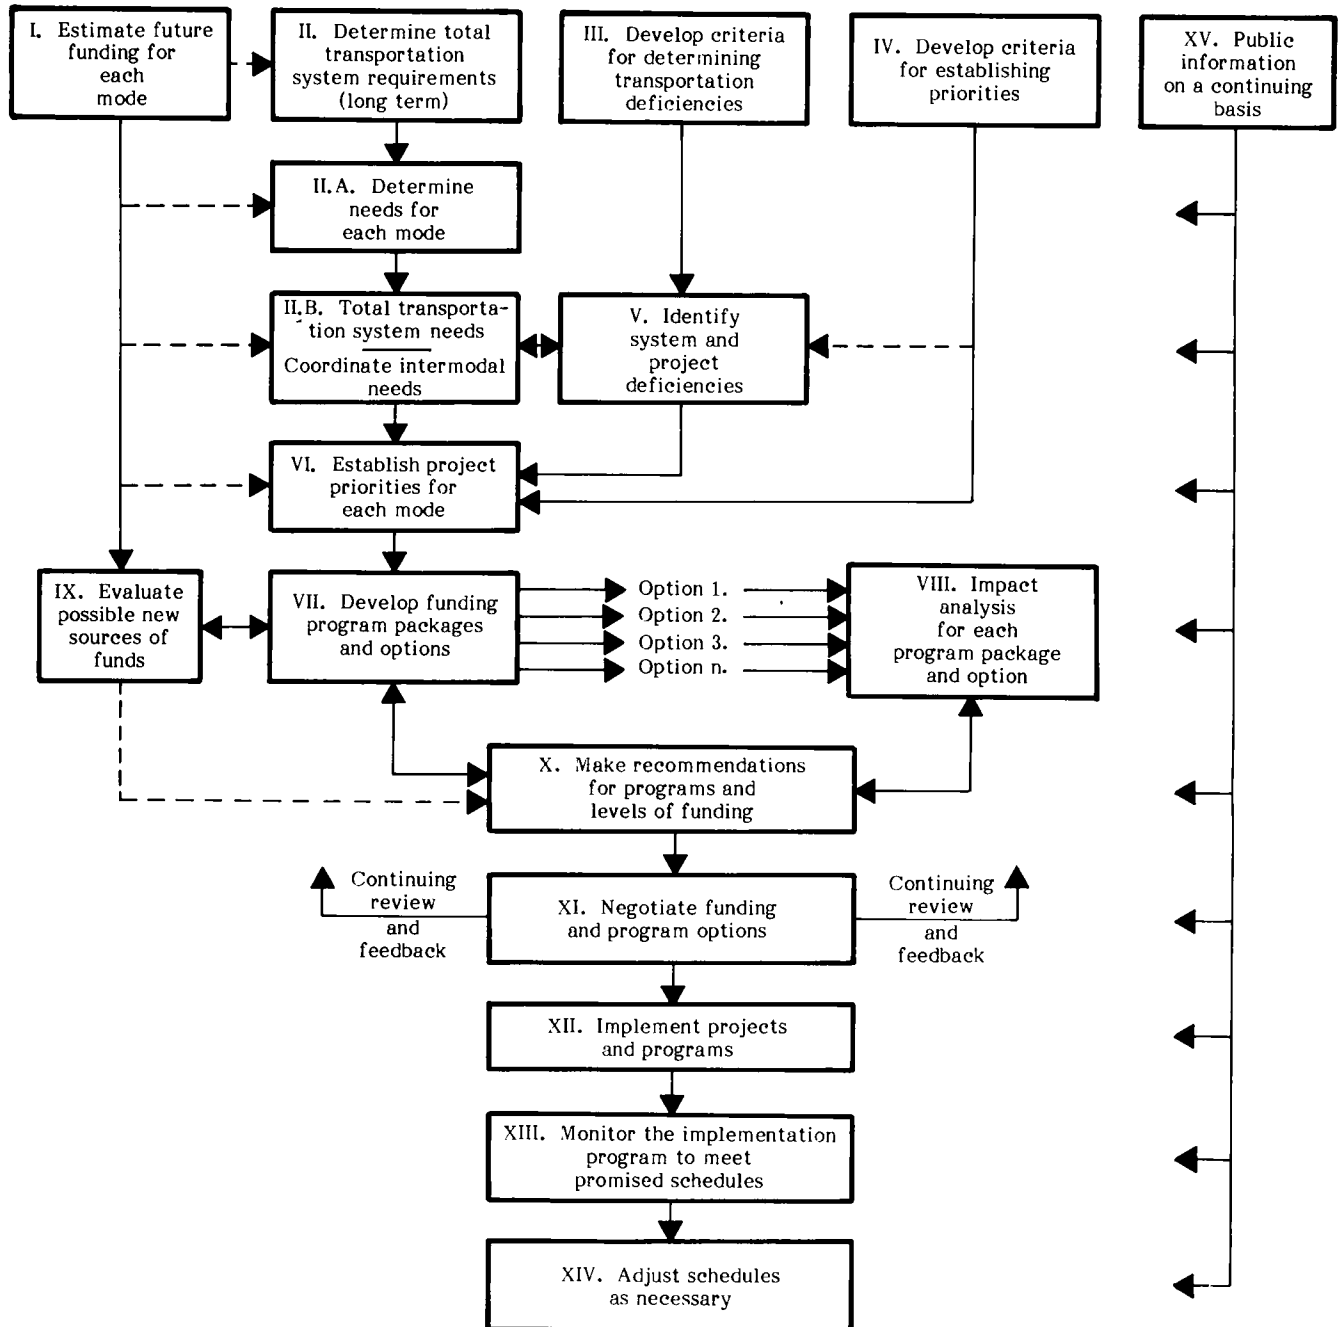 I. Estimate future
funding for
each
mode
II. Determine total
transportation
system requirements
(long term)
III. Develop criteria
for determining
transportation
deficiencies
IV. Develop criteria
for establishing
priorities
XV. Public
information
on a continuing
basis
II.A. Determine
needs for
each mode
II.B. Total transporta-
tion system needs
Coordinate intermodal
needs
V. Identify
system and
project
deficiencies
VI. Establish project
priorities for
each mode
IX. Evaluate
possible new
sources of
funds
VII. Develop funding
program packages
and options
Option 1.
Option 2.
Option 3.
Option n.
VIII. Impact
analysis
for each
program package
and option
X. Make recommendations
for programs and
levels of funding
Continuing
review
and
feedback
XI. Negotiate funding
and program options
Continuing
review
and
feedback
XII. Implement projects
and programs
XIII. Monitor the implementation
program to meet
promised schedules
XIV. Adjust schedules
as necessary